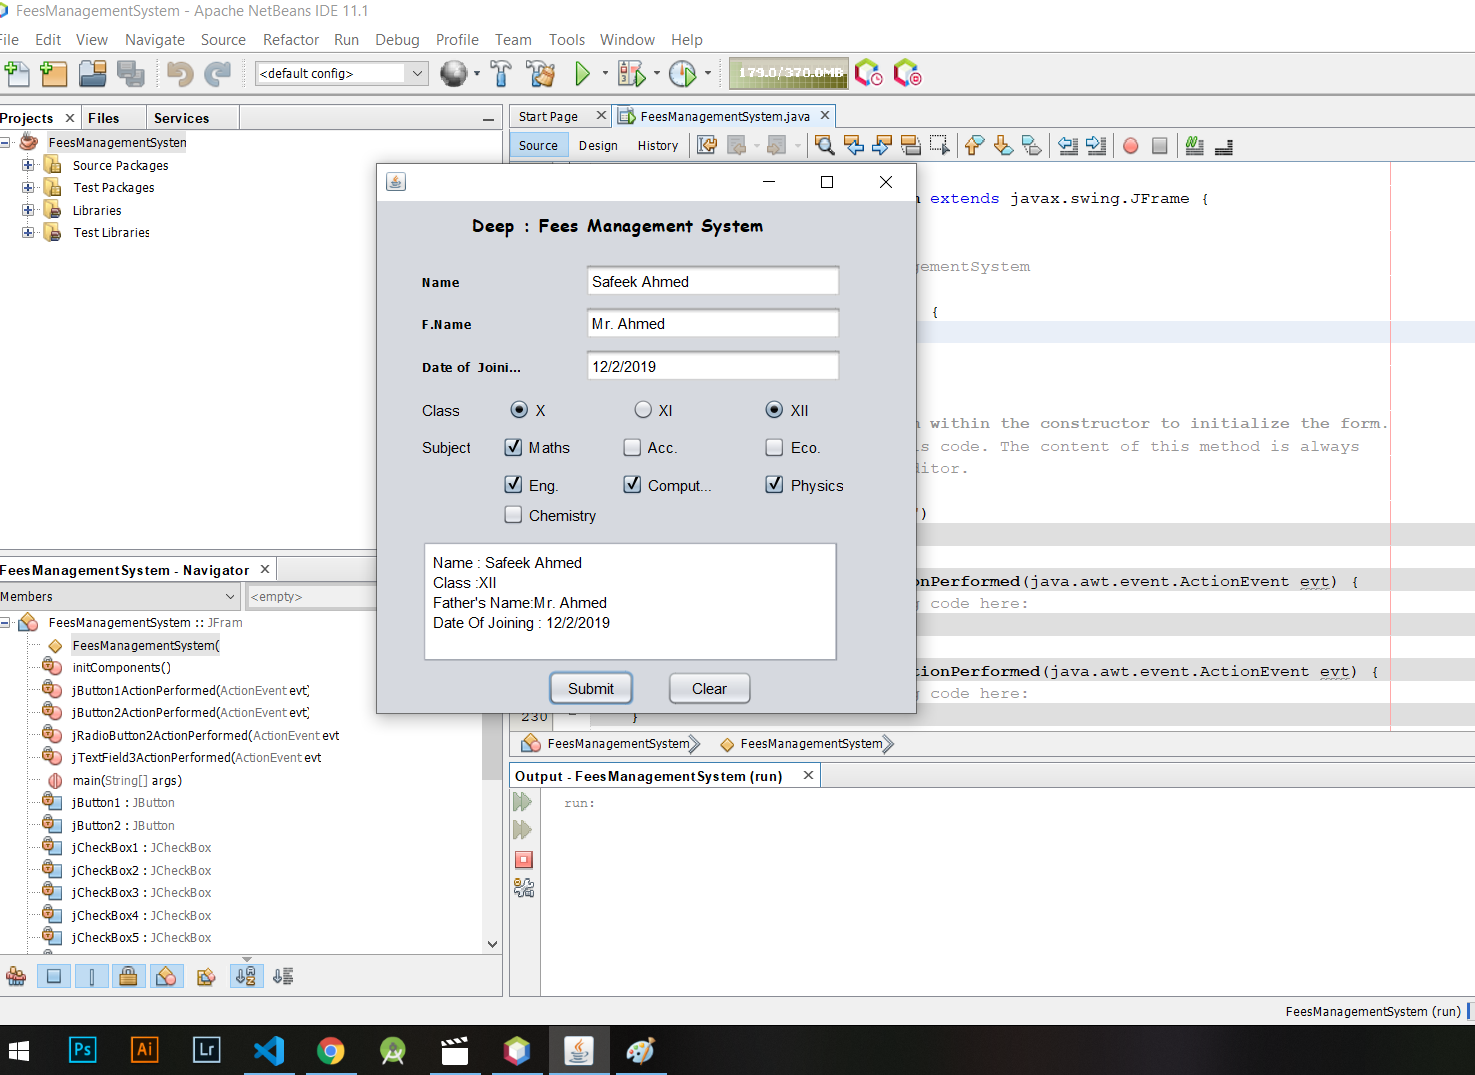 FeesManagementSystem - Apache NetBeans IDE 11.1
File Edit View Navigate Source Refactor Run Debug Profile Team Tools Window Help
<default config>
179.0/370.0MB
Projects Files Services
FeesManagementSystem
Source Packages
Test Packages
Libraries
Test Libraries
Start Page FeesManagementSystem.java
Source Design History
extends javax.swing.JFrame {
gementSystem
{
within the constructor to initialize the form.
s code. The content of this method is always
ditor.
")
onPerformed(java.awt.event.ActionEvent evt) {
code here:
tionPerformed(java.awt.event.ActionEvent evt) {
code here:
230 }
Deep : Fees Management System
Name Safeek Ahmed
F.Name Mr. Ahmed
Date of Joini... 12/2/2019
Class X XI XII
Subject Maths Acc. Eco.
Eng. Comput... Physics
Chemistry
Name : Safeek Ahmed
Class :XII
Father's Name:Mr. Ahmed
Date Of Joining : 12/2/2019
Submit Clear
FeesManagementSystem FeesManagementSystem
FeesManagementSystem - Navigator
Members <empty>
FeesManagementSystem :: JFram
FeesManagementSystem(
initComponents()
jButton1ActionPerformed(ActionEvent evt)
jButton2ActionPerformed(ActionEvent evt)
jRadioButton2ActionPerformed(ActionEvent evt
jTextField3ActionPerformed(ActionEvent evt
main(String[] args)
jButton1 : JButton
jButton2 : JButton
jCheckBox1 : JCheckBox
jCheckBox2 : JCheckBox
jCheckBox3 : JCheckBox
jCheckBox4 : JCheckBox
jCheckBox5 : JCheckBox
Output - FeesManagementSystem (run)
run:
FeesManagementSystem (run)
Ps Ai Lr